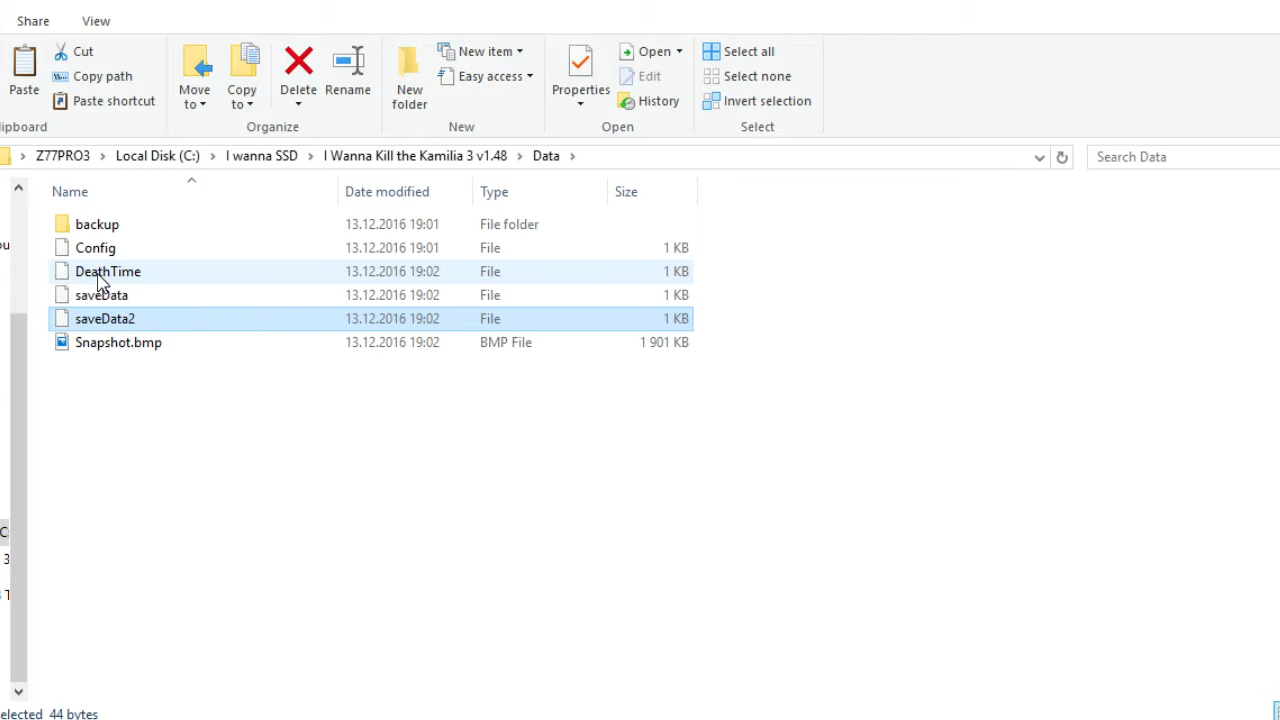 Share View
Paste
Cut
Copy path
Paste shortcut
lipboard
Move to
Copy to
Delete
Rename
Organize
New folder
New item
Easy access
New
Properties
Open
Edit
History
Open
Select all
Select none
Invert selection
Select
Z77PRO3 Local Disk (C:) I wanna SSD I Wanna Kill the Kamilia 3 v1.48 Data
Search Data
Name Date modified Type Size
backup 13.12.2016 19:01 File folder
Config 13.12.2016 19:01 File 1 KB
DeathTime 13.12.2016 19:02 File 1 KB
saveData 13.12.2016 19:02 File 1 KB
saveData2 13.12.2016 19:02 File 1 KB
Snapshot.bmp 13.12.2016 19:02 BMP File 1 901 KB
elected 44 bytes